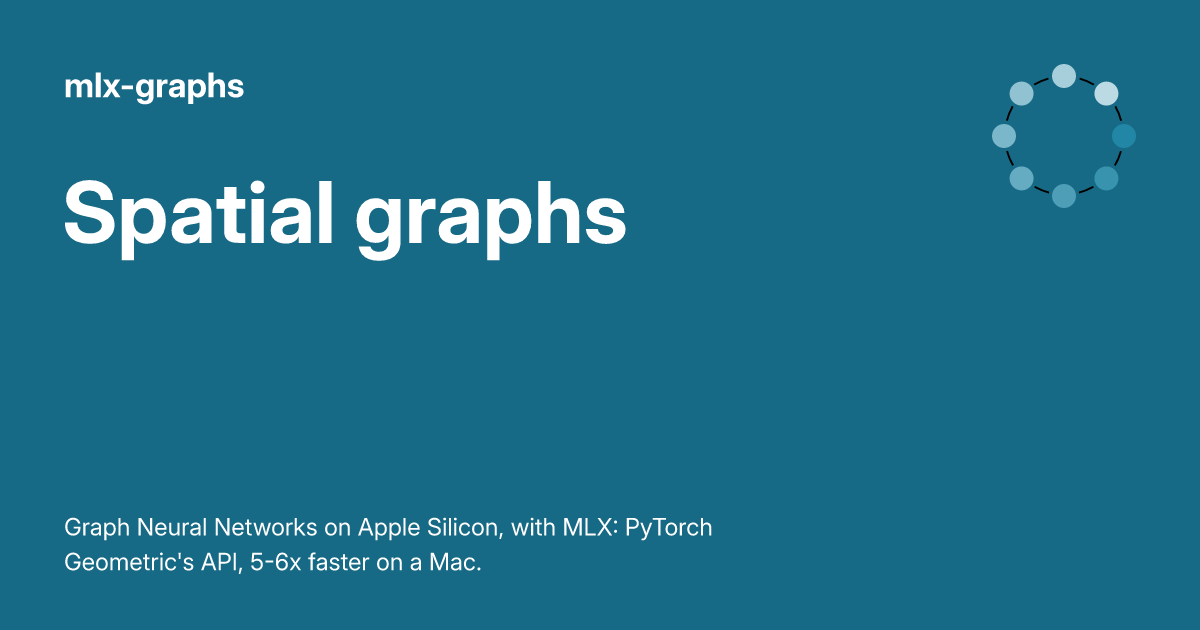 mlx-graphs
Spatial graphs
Graph Neural Networks on Apple Silicon, with MLX: PyTorch
Geometric's API, 5-6x faster on a Mac.